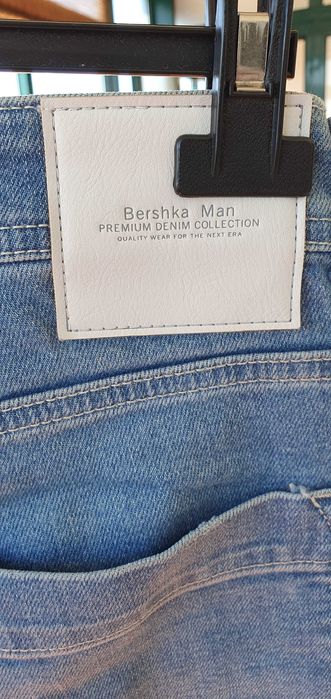 Bershka Man
PREMIUM DENIM COLLECTION
QUALITY WEAR FOR THE NEXT ERA